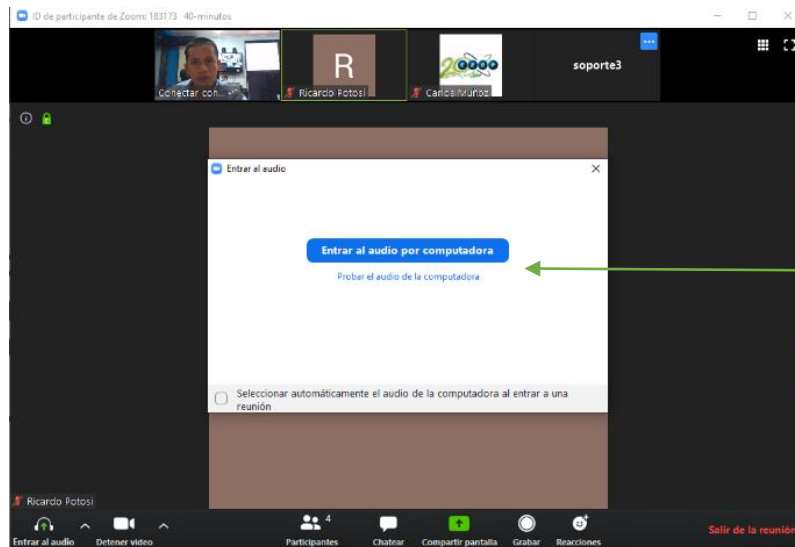 ID de participante de Zoom: 183173 40-minutos
Conectar con...
R
Ricardo Potosi
Carlos Muñoz
soporte3
Entrar al audio
Entrar al audio por computadora
Probar el audio de la computadora
Seleccionar automáticamente el audio de la computadora al entrar a una
reunión
Ricardo Potosi
Entrar al audio
Detener video
4
Participantes
Chatear
Compartir pantalla
Grabar
Reacciones
Salir de la reunión